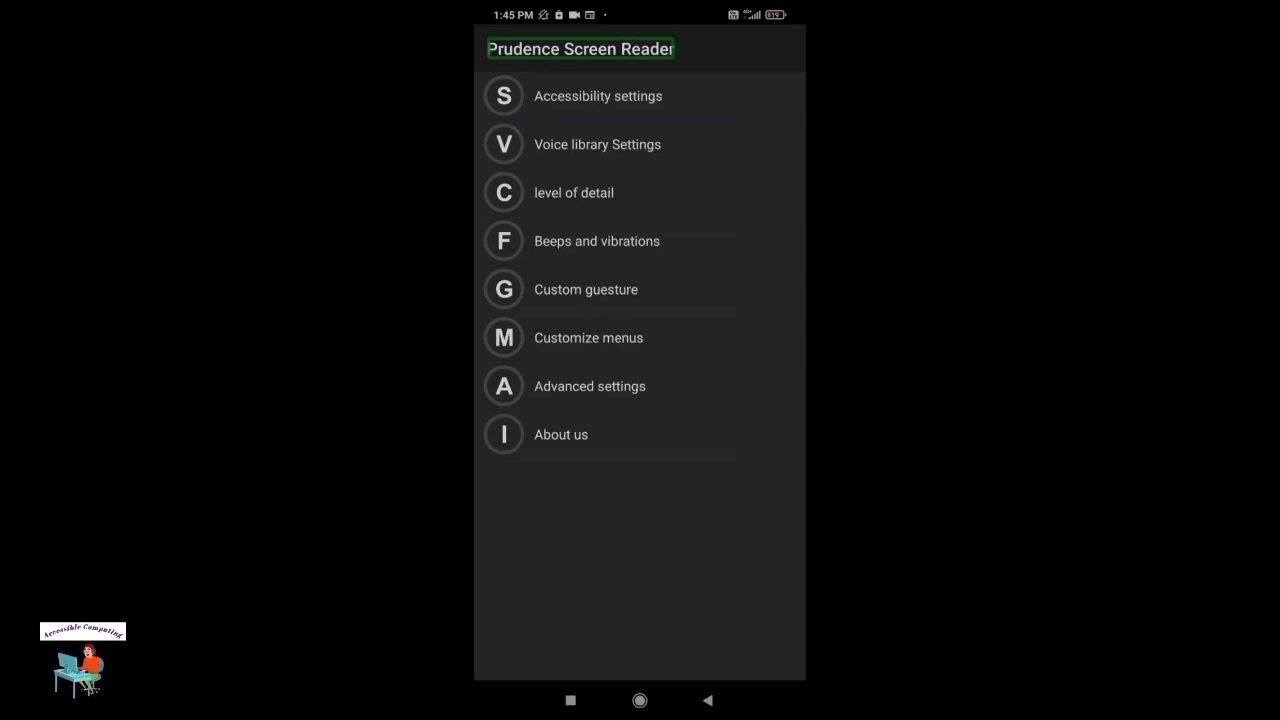 1:45 PM
Prudence Screen Reader
S Accessibility settings
V Voice library Settings
C level of detail
F Beeps and vibrations
G Custom guesture
M Customize menus
A Advanced settings
I About us
Accessible Computing